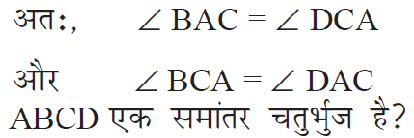 अतः, ∠ BAC = ∠ DCA
और ∠ BCA = ∠ DAC
ABCD एक समांतर चतुर्भुज है?